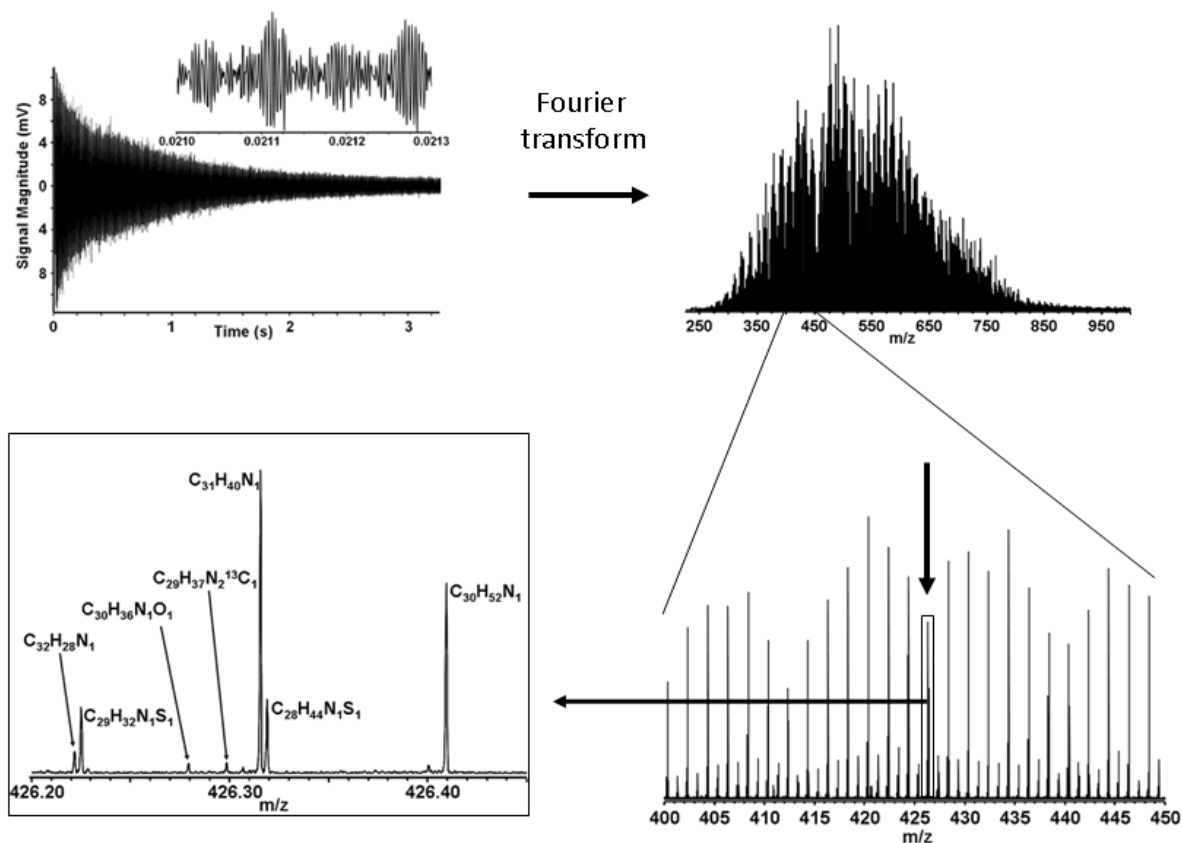 Signal Magnitude (mV)
8
4
0
4
8
0 1 2 3
Time (s)
0.0210 0.0211 0.0212 0.0213
Fourier
transform
250 350 450 550 650 750 850 950
m/z
C₃₁H₄₀N₁
C₂₉H₃₇N₂¹³C₁
C₃₀H₃₆N₁O₁
C₃₂H₂₈N₁
C₂₉H₃₂N₁S₁
C₂₈H₄₄N₁S₁
C₃₀H₅₂N₁
426.20 426.30 426.40
m/z
400 405 410 415 420 425 430 435 440 445 450
m/z